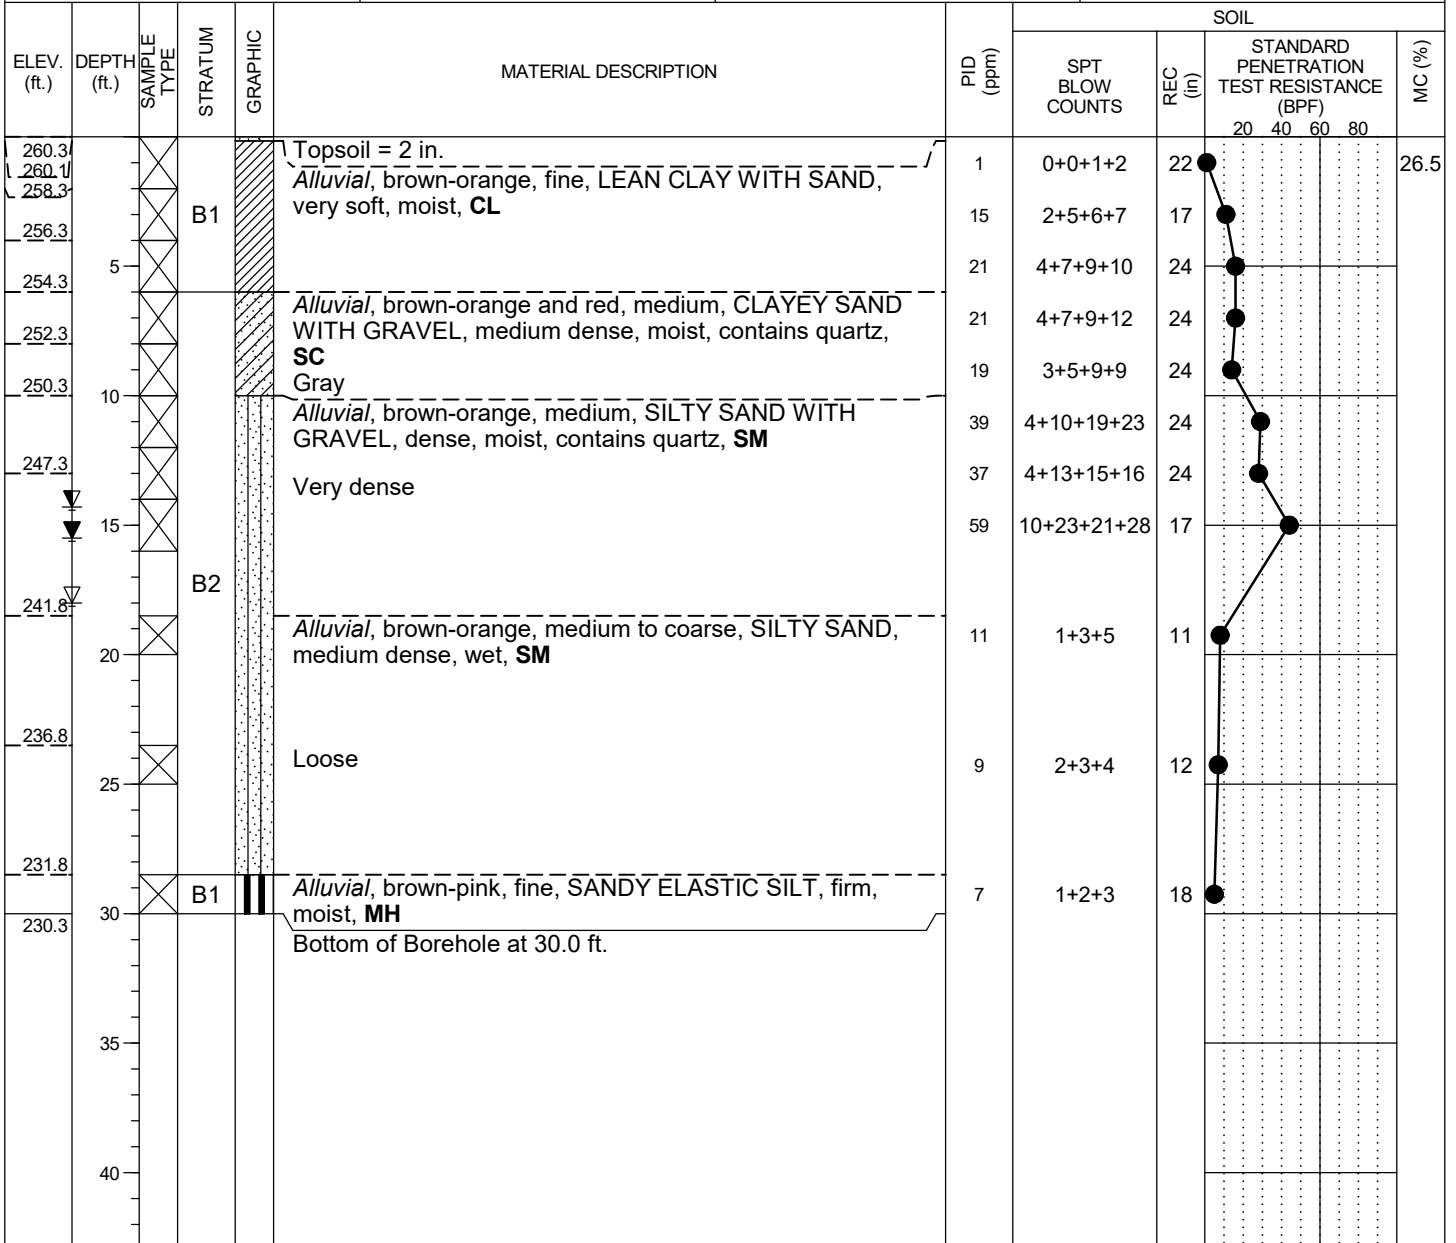 SOIL
ELEV.
(ft.)
DEPTH
(ft.)
SAMPLE
TYPE
STRATUM
GRAPHIC
MATERIAL DESCRIPTION
PID
(ppm)
SPT
BLOW
COUNTS
REC
(in)
STANDARD
PENETRATION
TEST RESISTANCE
(BPF)
20 40 60 80
MC (%)
260.3
Topsoil = 2 in.
260.1
1 0+0+1+2 22 26.5
258.3
Alluvial, brown-orange, fine, LEAN CLAY WITH SAND,
very soft, moist, CL
B1
15 2+5+6+7 17
256.3
5
21 4+7+9+10 24
254.3
Alluvial, brown-orange and red, medium, CLAYEY SAND
WITH GRAVEL, medium dense, moist, contains quartz,
SC
21 4+7+9+12 24
252.3
19 3+5+9+9 24
Gray
250.3
10
Alluvial, brown-orange, medium, SILTY SAND WITH
GRAVEL, dense, moist, contains quartz, SM
39 4+10+19+23 24
247.3
37 4+13+15+16 24
Very dense
15
59 10+23+21+28 17
B2
241.8
Alluvial, brown-orange, medium to coarse, SILTY SAND,
medium dense, wet, SM
11 1+3+5 11
20
236.8
Loose
9 2+3+4 12
25
231.8
B1
Alluvial, brown-pink, fine, SANDY ELASTIC SILT, firm,
moist, MH
7 1+2+3 18
30
230.3
Bottom of Borehole at 30.0 ft.
35
40